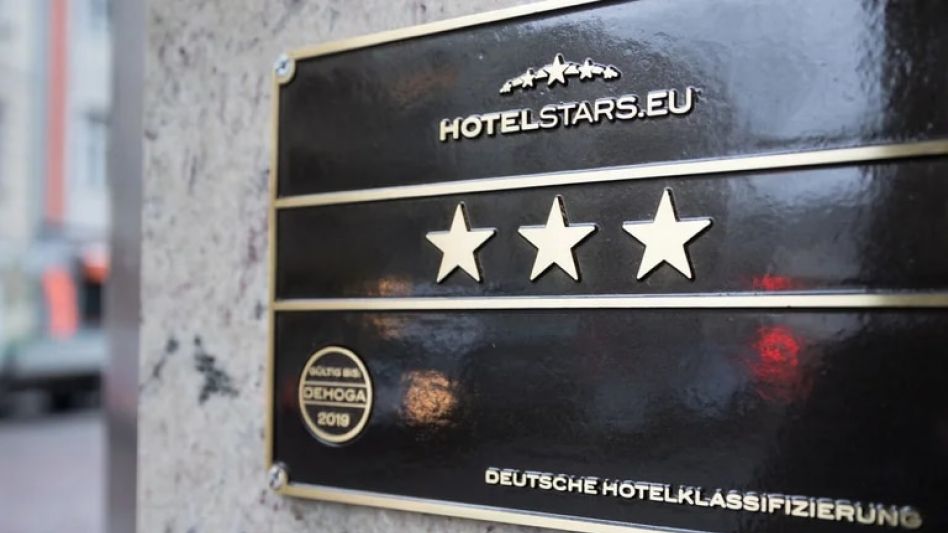 HOTELSTARS.EU
GÜLTIG BIS
DEHOGA
2019
DEUTSCHE HOTELKLASSIFIZIERUNG